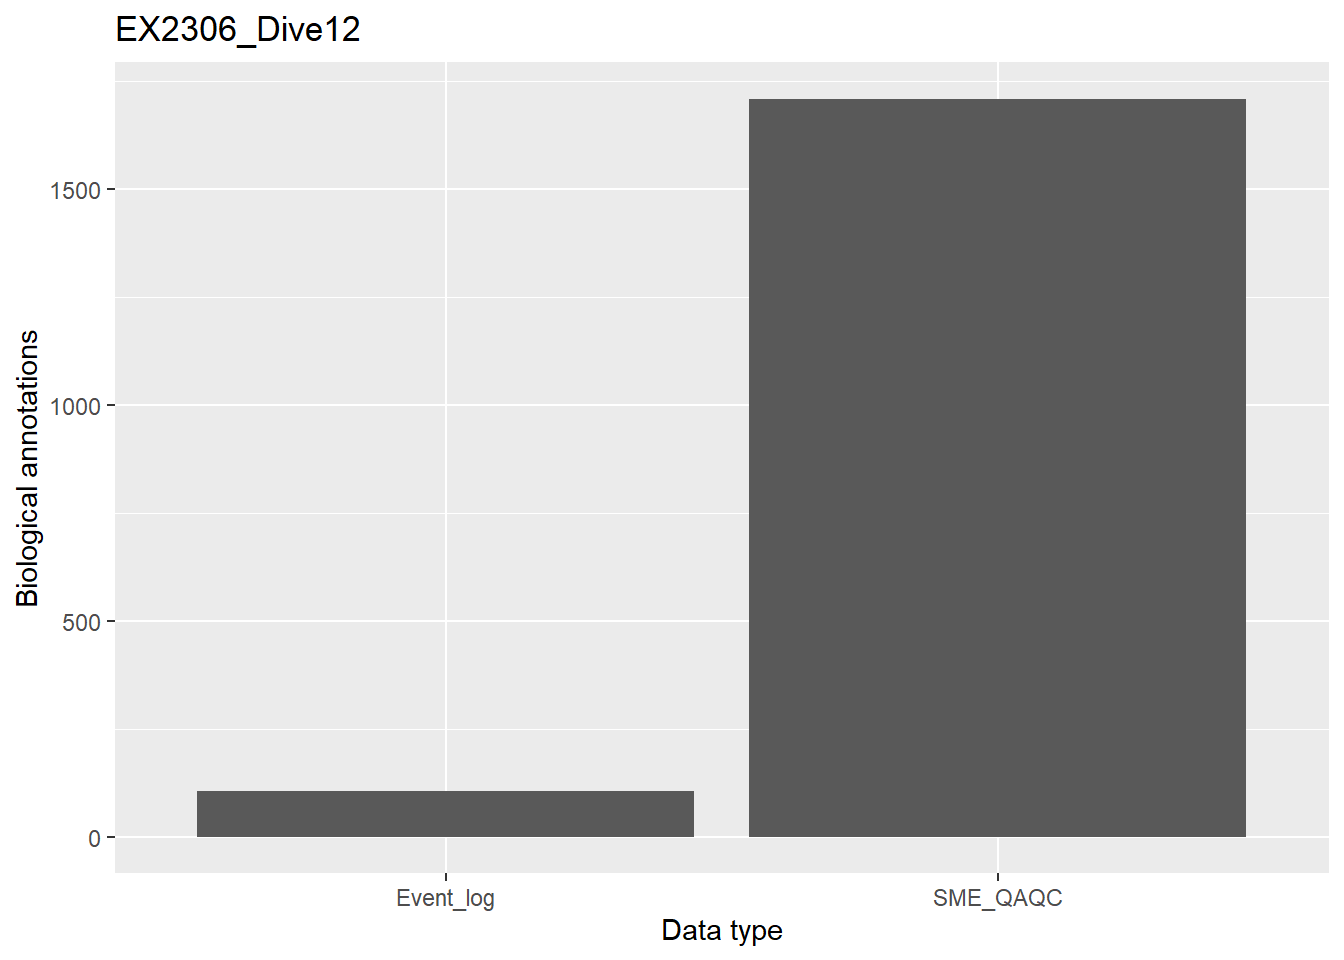 EX2306_Dive12
Biological annotations
1500
1000
500
0
Event_log
SME_QAQC
Data type